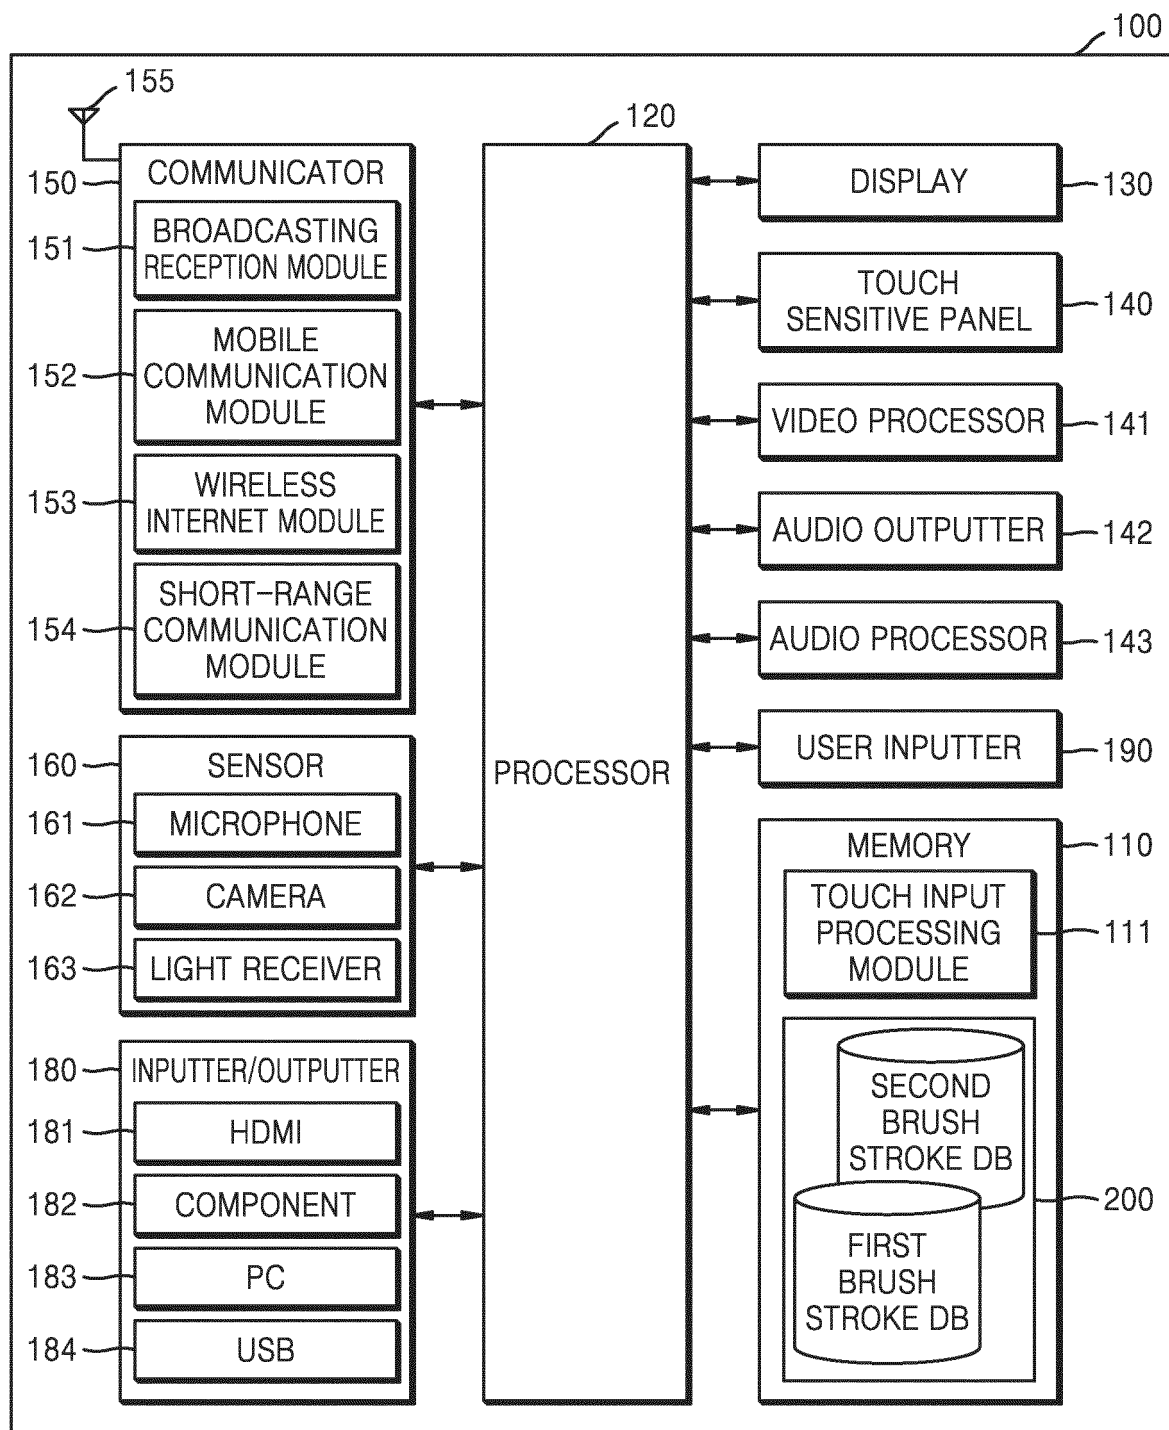 100
155
120
150
COMMUNICATOR
151
BROADCASTING
RECEPTION MODULE
152
MOBILE
COMMUNICATION
MODULE
153
WIRELESS
INTERNET MODULE
154
SHORT-RANGE
COMMUNICATION
MODULE
160
SENSOR
161
MICROPHONE
162
CAMERA
163
LIGHT RECEIVER
180
INPUTTER/OUTPUTTER
181
HDMI
182
COMPONENT
183
PC
184
USB
PROCESSOR
DISPLAY
130
TOUCH
SENSITIVE PANEL
140
VIDEO PROCESSOR
141
AUDIO OUTPUTTER
142
AUDIO PROCESSOR
143
USER INPUTTER
190
MEMORY
110
TOUCH INPUT
PROCESSING
MODULE
111
SECOND
BRUSH
STROKE DB
200
FIRST
BRUSH
STROKE DB